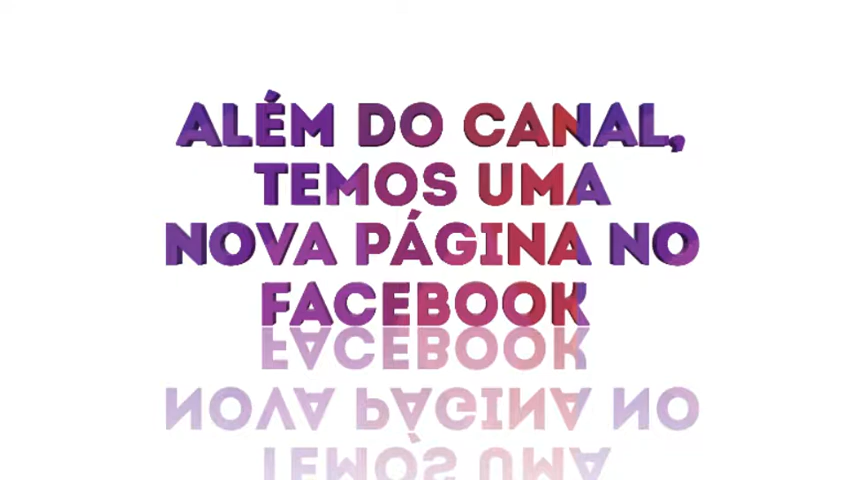 ALÉM DO CANAL,
TEMOS UMA
NOVA PÁGINA NO
FACEBOOK